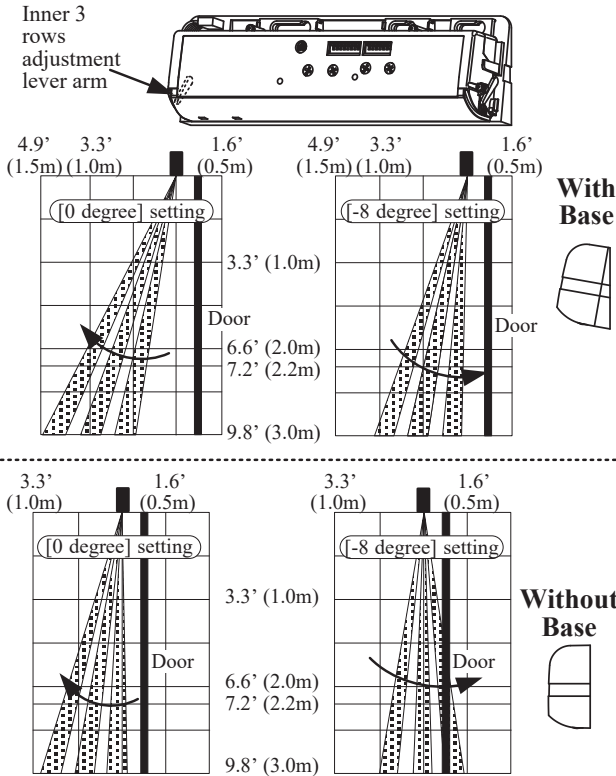 Inner 3
rows
adjustment
lever arm
4.9’ 3.3’ 1.6’
(1.5m) (1.0m) (0.5m)
[0 degree] setting
3.3’ (1.0m)
Door
6.6’ (2.0m)
7.2’ (2.2m)
9.8’ (3.0m)
4.9’ 3.3’ 1.6’
(1.5m) (1.0m) (0.5m)
[-8 degree] setting
Door
With
Base
3.3’ 1.6’
(1.0m) (0.5m)
[0 degree] setting
3.3’ (1.0m)
Door
6.6’ (2.0m)
7.2’ (2.2m)
9.8’ (3.0m)
3.3’ 1.6’
(1.0m) (0.5m)
[-8 degree] setting
Door
Without
Base